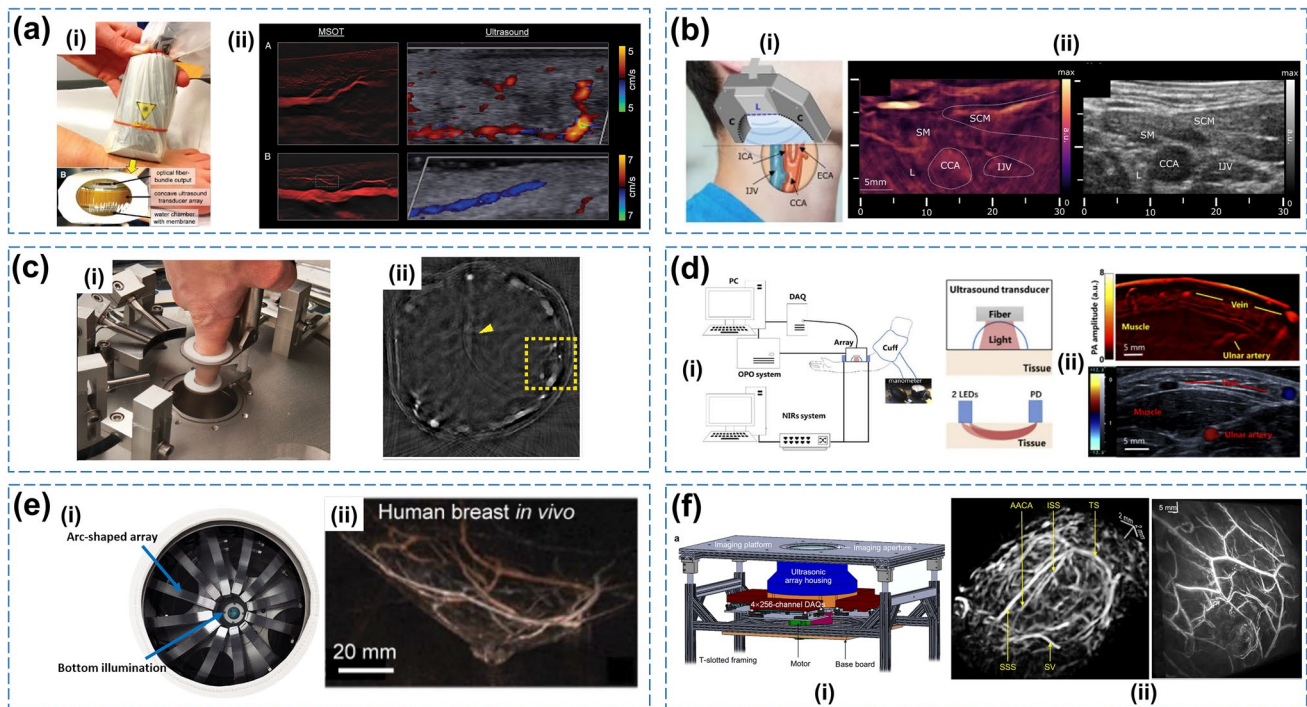 (a)
(i)
B
optical fiber-
bundle output
concave ultrasound
transducer array
water chamber
with membrane
(ii)
MSOT
Ultrasound
A
5
cm/s
5
B
7
cm/s
7
(b)
(i)
L
C
C
ICA
IJV
ECA
CCA
(ii)
max
a.u.
0
SCM
SM
CCA
IJV
L
5mm
0
10
20
30
max
a.u.
0
SCM
SM
CCA
IJV
L
0
10
20
30
(c)
(i)
(ii)
(d)
(i)
PC
DAQ
Array
Cuff
OPO system
manometer
NIRs system
Ultrasound transducer
Fiber
Light
Tissue
2 LEDs
PD
Tissue
(ii)
8
PA amplitude (a.u.)
0
Vein
Muscle
Ulnar artery
5 mm
Muscle
Ulnar artery
5 mm
(e)
(i)
Arc-shaped array
Bottom illumination
(ii)
Human breast in vivo
20 mm
(f)
a
Imaging platform
Imaging aperture
Ultrasonic
array housing
4×256-channel DAQs
T-slotted framing
Motor
Base board
(i)
AACA
ISS
TS
2 mm
2 mm
SSS
SV
5 mm
(ii)